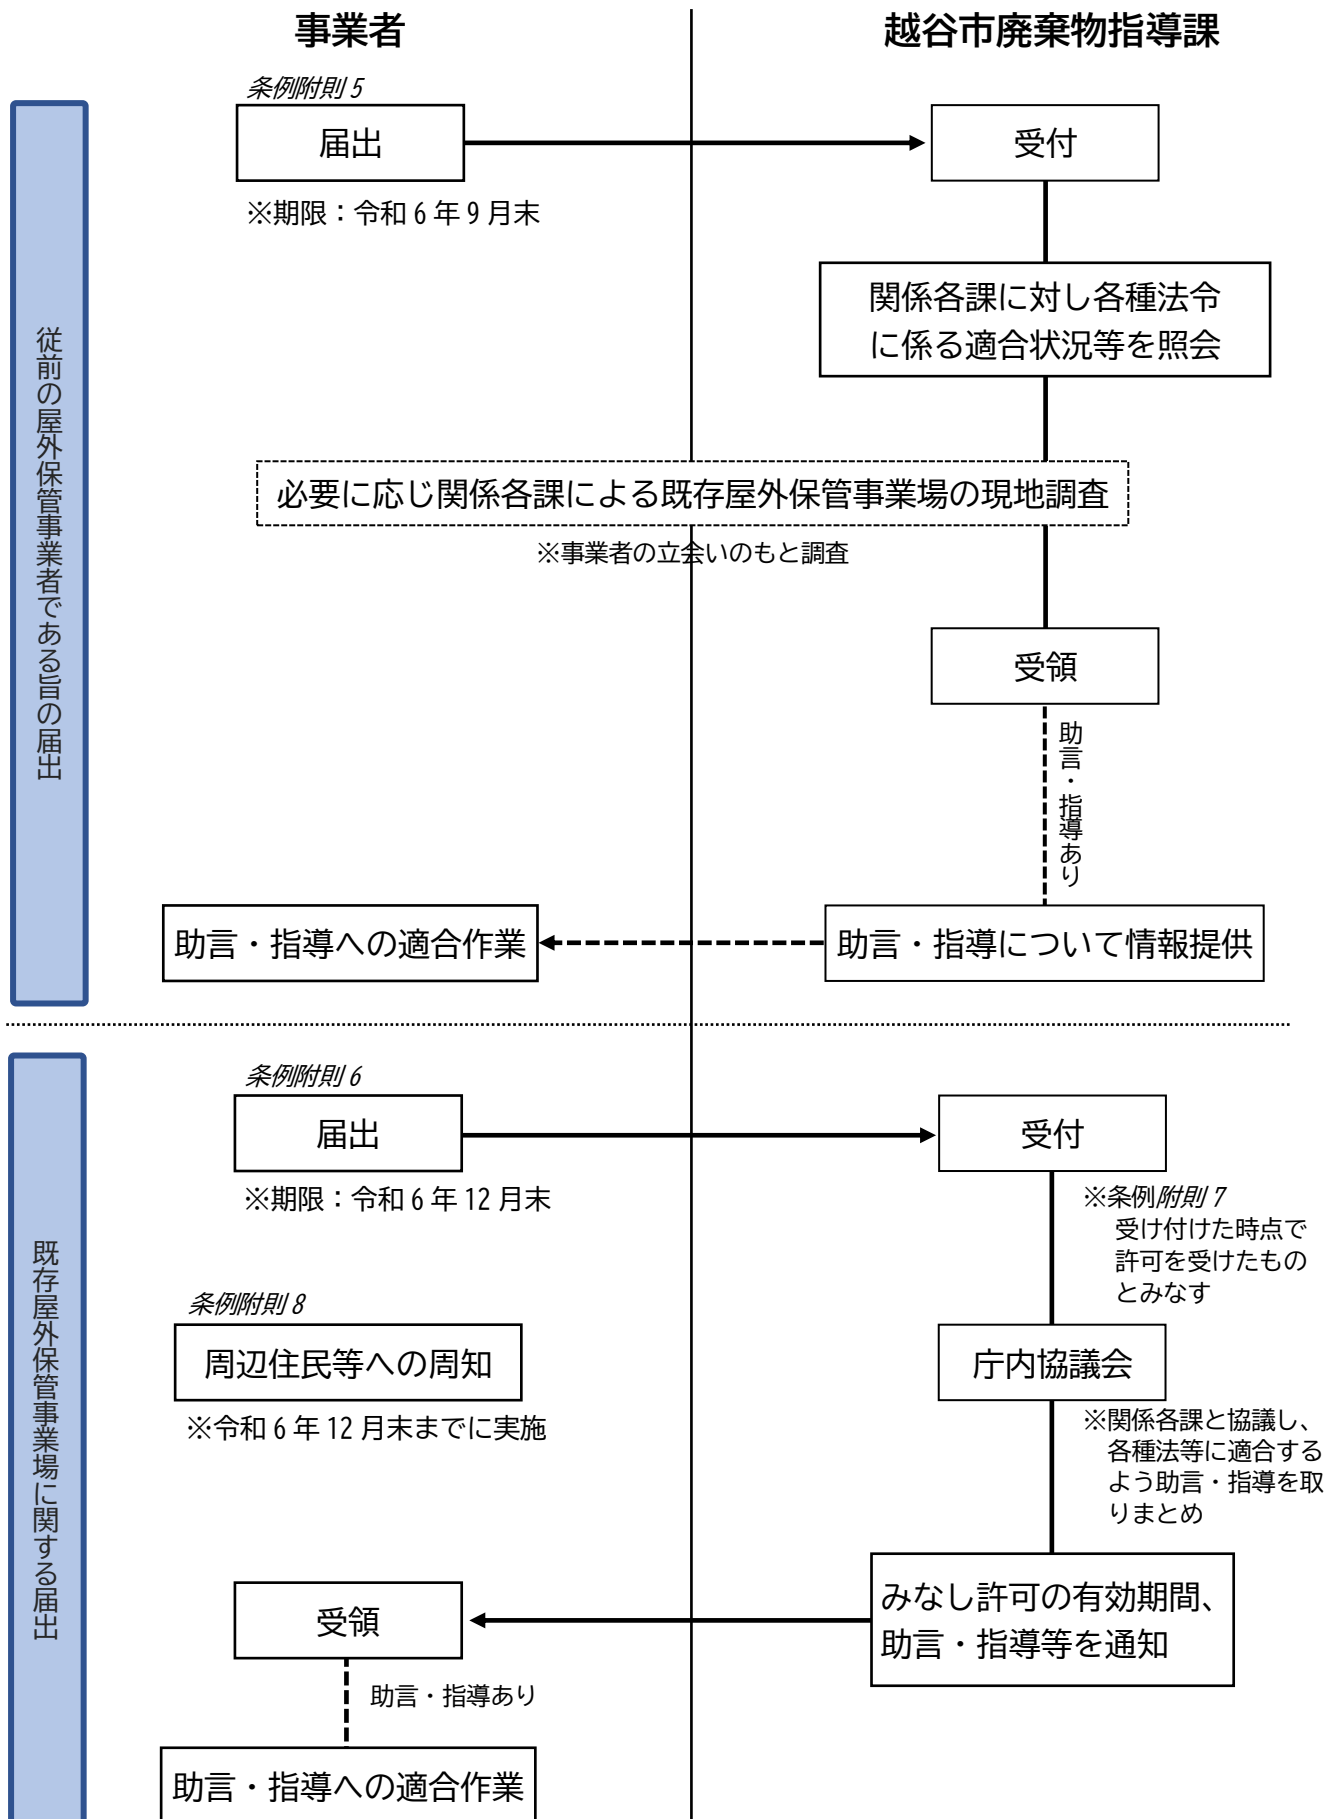 事業者
越谷市廃棄物指導課
従前の屋外保管事業者である旨の届出
条例附則 5
届出
受付
※期限：令和 6 年 9 月末
関係各課に対し各種法令
に係る適合状況等を照会
必要に応じ関係各課による既存屋外保管事業場の現地調査
※事業者の立会いのもと調査
受領
助言・指導あり
助言・指導への適合作業
助言・指導について情報提供
既存屋外保管事業場に関する届出
条例附則 6
届出
受付
※期限：令和 6 年 12 月末
※条例附則 7
受け付けた時点で
許可を受けたもの
とみなす
条例附則 8
周辺住民等への周知
※令和 6 年 12 月末までに実施
庁内協議会
※関係各課と協議し、
各種法等に適合する
よう助言・指導を取
りまとめ
みなし許可の有効期間、
助言・指導等を通知
受領
助言・指導あり
助言・指導への適合作業